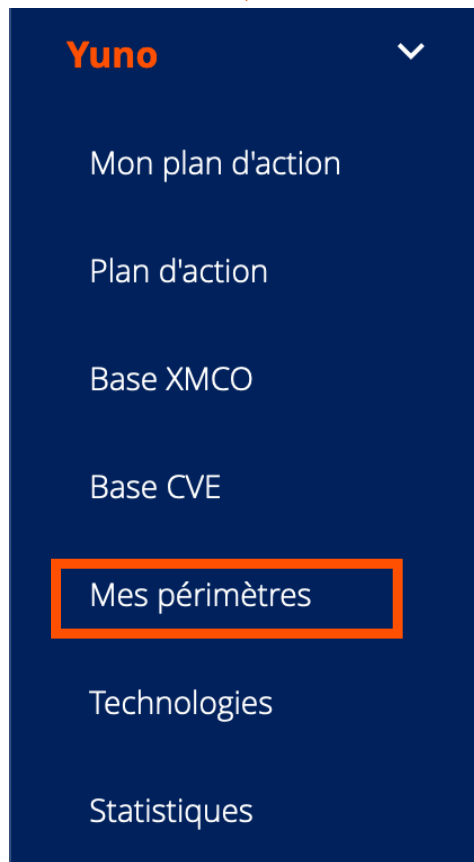 Yuno
Mon plan d'action
Plan d'action
Base XMCO
Base CVE
Mes périmètres
Technologies
Statistiques